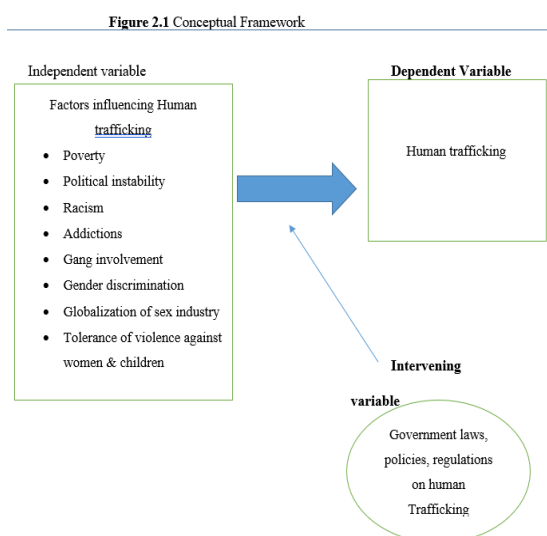 Figure 2.1 Conceptual Framework
Independent variable
Factors influencing Human
trafficking
• Poverty
• Political instability
• Racism
• Addictions
• Gang involvement
• Gender discrimination
• Globalization of sex industry
• Tolerance of violence against
women & children
Dependent Variable
Human trafficking
Intervening
variable
Government laws,
policies, regulations
on human
Trafficking